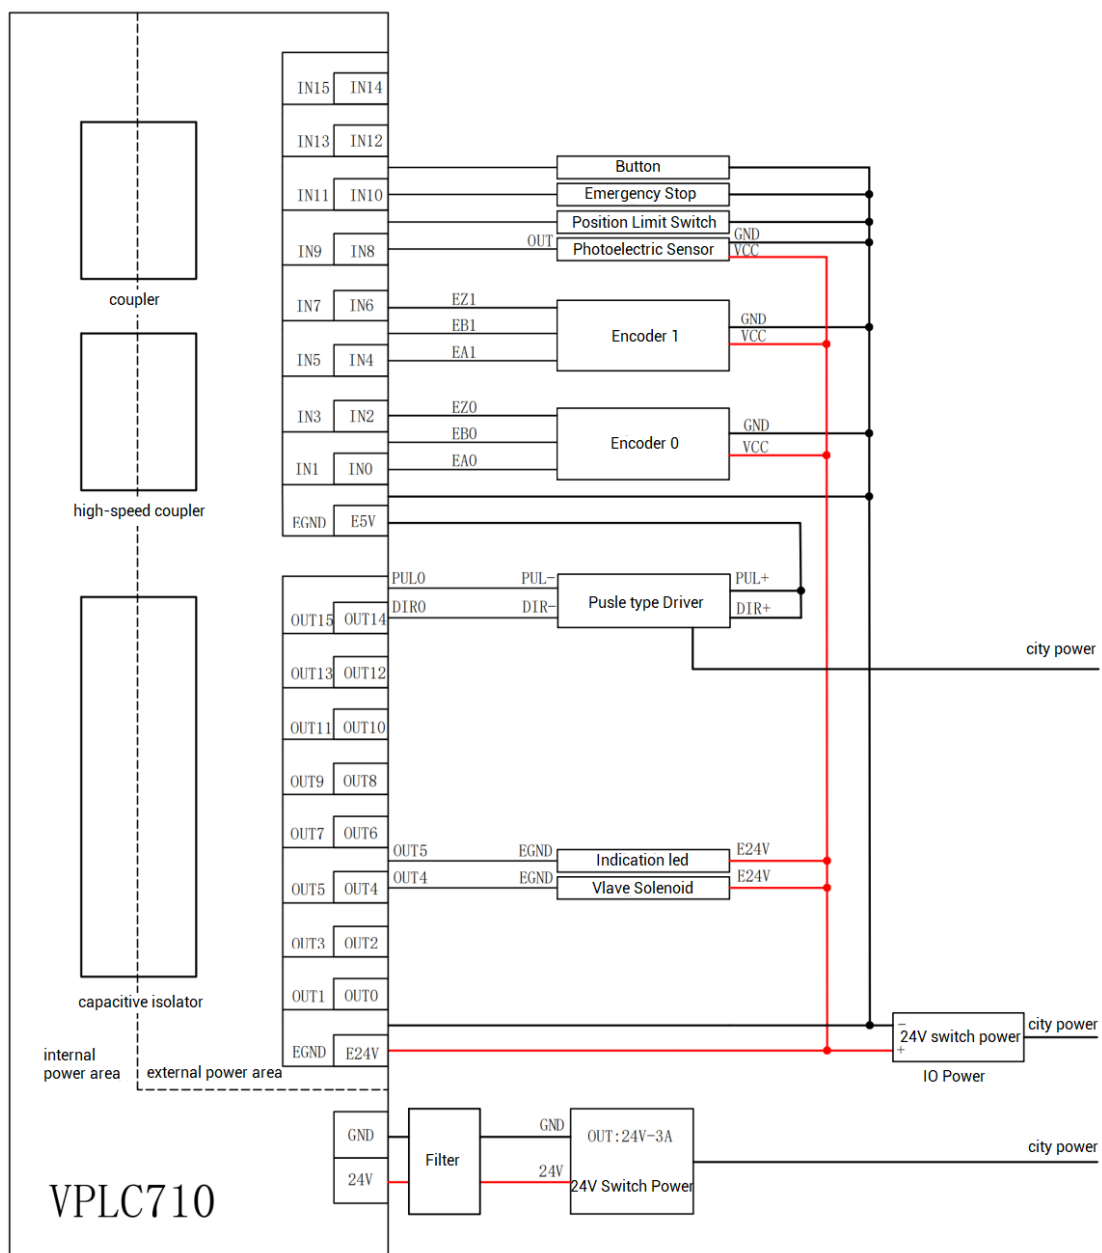 IN15 IN14
IN13 IN12
Button
IN11 IN10
Emergency Stop
Position Limit Switch
OUT
GND
IN9 IN8
Photoelectric Sensor
VCC
coupler
IN7 IN6
EZ1
GND
EB1
Encoder 1
VCC
IN5 IN4
EA1
IN3 IN2
EZ0
GND
EB0
Encoder 0
VCC
IN1 IN0
EA0
high-speed coupler
EGND E5V
PUL0
PUL-
PUL+
Pusle type Driver
DIR0
DIR-
DIR+
OUT15 OUT14
city power
OUT13 OUT12
OUT11 OUT10
OUT9 OUT8
OUT7 OUT6
OUT5
EGND
Indication led
E24V
OUT4
EGND
Vlave Solenoid
E24V
OUT5 OUT4
OUT3 OUT2
OUT1 OUT0
capacitive isolator
−
24V switch power
+
city power
IO Power
EGND E24V
internal
power area
external power area
GND
Filter
GND
OUT:24V-3A
city power
24V
24V
24V Switch Power
VPLC710